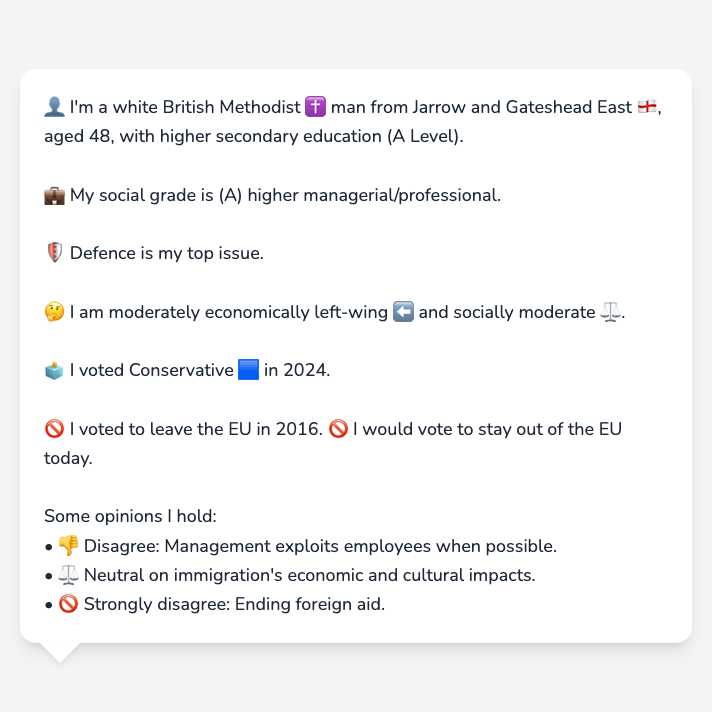 👤 I'm a white British Methodist ✝️ man from Jarrow and Gateshead East 🏴󠁧󠁢󠁥󠁮󠁧󠁿,
aged 48, with higher secondary education (A Level).
💼 My social grade is (A) higher managerial/professional.
🛡️ Defence is my top issue.
🤔 I am moderately economically left-wing ⬅️ and socially moderate ⚖️.
🗳️ I voted Conservative 🟦 in 2024.
🚫 I voted to leave the EU in 2016. 🚫 I would vote to stay out of the EU
today.
Some opinions I hold:
• 👎 Disagree: Management exploits employees when possible.
• ⚖️ Neutral on immigration's economic and cultural impacts.
• 🚫 Strongly disagree: Ending foreign aid.